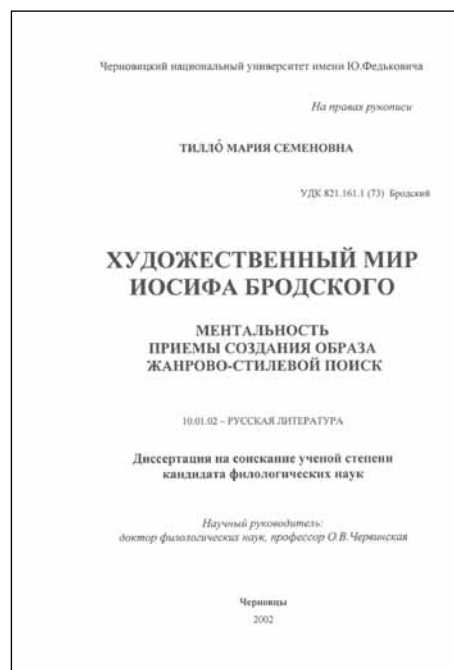 Черновицкий национальный университет имени Ю.Федьковича
На правах рукописи
ТИЛЛО́ МАРИЯ СЕМЕНОВНА
УДК 821.161.1 (73) Бродский
ХУДОЖЕСТВЕННЫЙ МИР
ИОСИФА БРОДСКОГО
МЕНТАЛЬНОСТЬ
ПРИЕМЫ СОЗДАНИЯ ОБРАЗА
ЖАНРОВО-СТИЛЕВОЙ ПОИСК
10.01.02 – РУССКАЯ ЛИТЕРАТУРА
Диссертация на соискание ученой степени
кандидата филологических наук
Научный руководитель:
доктор филологических наук, профессор О.В.Червинская
Черновцы
2002